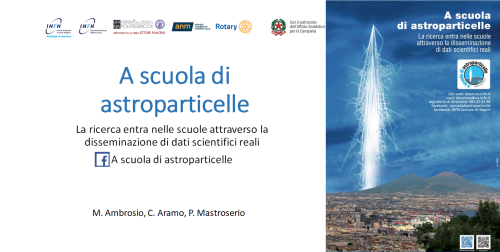 INFN
INFN
ETTORE PANCINI
anm
Rotary
Con il patrocinio
dell'Ufficio Scolastico
per la Campania
A scuola di
astroparticelle
La ricerca entra nelle scuole attraverso la
disseminazione di dati scientifici reali
A scuola di astroparticelle
M. Ambrosio, C. Aramo, P. Mastroserio
A scuola
di astroparticelle
La ricerca entra nelle scuole
attraverso la disseminazione
di dati scientifici reali